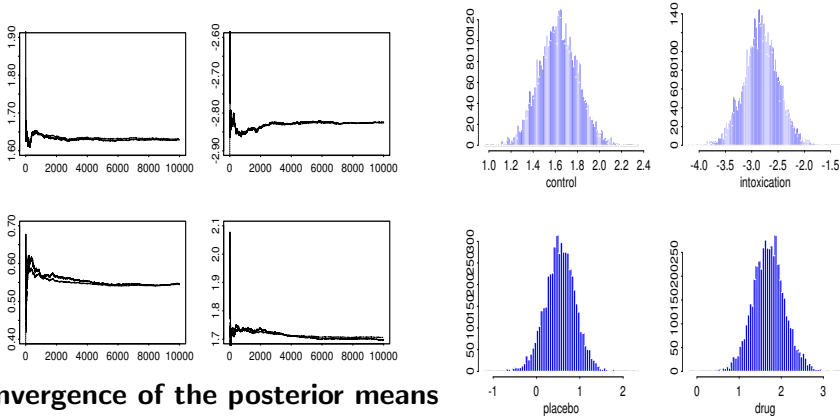 1.60 1.70 1.80 1.90
0 2000 4000 6000 8000 10000
-2.90 -2.80 -2.70 -2.60
0 2000 4000 6000 8000 10000
0.40 0.50 0.60 0.70
0 2000 4000 6000 8000 10000
1.7 1.8 1.9 2.0 2.1
0 2000 4000 6000 8000 10000
nvergence of the posterior means
0 20 40 60 80 100 120
1.0 1.2 1.4 1.6 1.8 2.0 2.2 2.4
control
0 20 40 60 80 100 140
-4.0 -3.5 -3.0 -2.5 -2.0 -1.5
intoxication
0 50 100 150 200 250 300
-1 0 1 2
placebo
0 50 100 150 200 250
0 1 2 3
drug